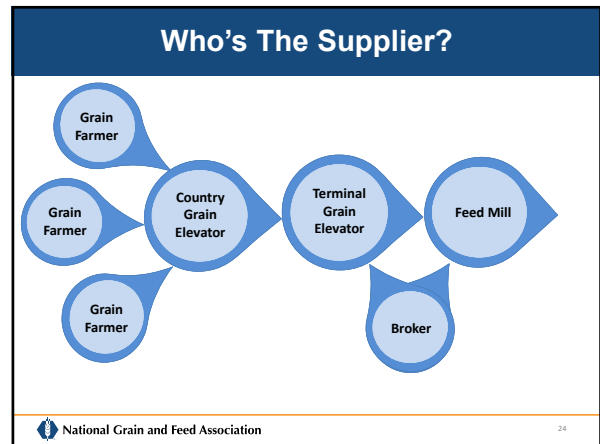 Who's The Supplier?
Grain
Farmer
Grain
Farmer
Grain
Farmer
Country
Grain
Elevator
Terminal
Grain
Elevator
Feed Mill
Broker
National Grain and Feed Association
24